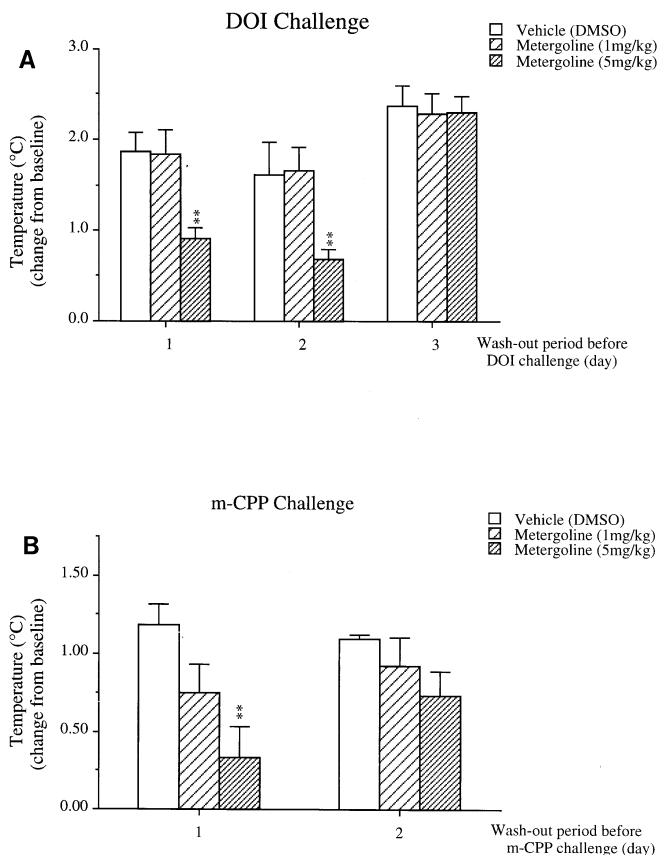 DOI Challenge
A
Vehicle (DMSO)
Metergoline (1mg/kg)
Metergoline (5mg/kg)
Temperature (°C)
(change from baseline)
3.0
2.0
1.0
0.0
**
**
1
2
3
Wash-out period before
DOI challenge (day)
m-CPP Challenge
B
Vehicle (DMSO)
Metergoline (1mg/kg)
Metergoline (5mg/kg)
Temperature (°C)
(change from baseline)
1.50
1.00
0.50
0.00
**
1
2
Wash-out period before
m-CPP challenge (day)